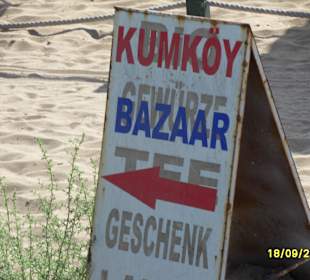 KUMKÖY
GEWÜRZE
BAZAAR
TEE
GESCHENK
18/09/2